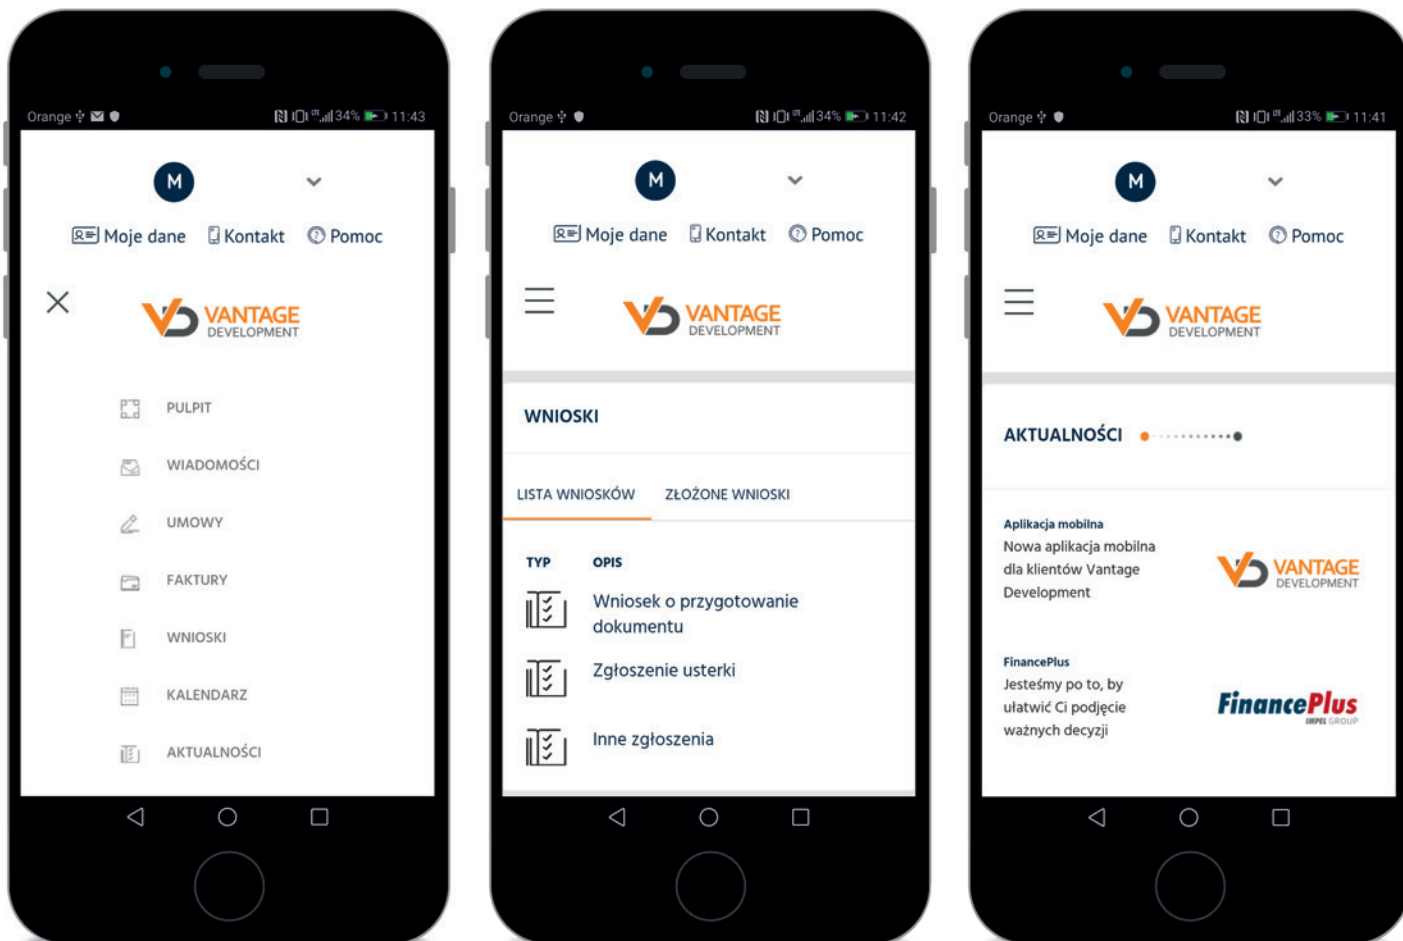 Orange 34% 11:43
M
Moje dane Kontakt Pomoc
VANTAGE
DEVELOPMENT
PULPIT
WIADOMOŚCI
UMOWY
FAKTURY
WNIOSKI
KALENDARZ
AKTUALNOŚCI
Orange 34% 11:42
M
Moje dane Kontakt Pomoc
VANTAGE
DEVELOPMENT
WNIOSKI
LISTA WNIOSKÓW ZŁOŻONE WNIOSKI
TYP OPIS
Wniosek o przygotowanie
dokumentu
Zgłoszenie usterki
Inne zgłoszenia
Orange 33% 11:41
M
Moje dane Kontakt Pomoc
VANTAGE
DEVELOPMENT
AKTUALNOŚCI
Aplikacja mobilna
Nowa aplikacja mobilna
dla klientów Vantage
Development
VANTAGE
DEVELOPMENT
FinancePlus
Jesteśmy po to, by
ułatwić Ci podjęcie
ważnych decyzji
FinancePlus
IMPEL GROUP